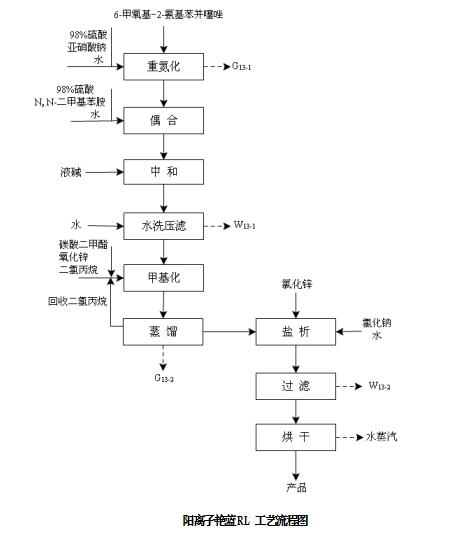 6-甲氧基-2-氨基苯并噻唑
98%硫酸
亚硝酸钠
水
重氮化
G13-1
98%硫酸
N,N-二甲基苯胺
水
偶合
液碱
中和
水
水洗压滤
W13-1
碳酸二甲酯
氧化锌
二氯丙烷
甲基化
回收二氯丙烷
蒸馏
G13-2
氯化锌
盐析
氯化钠
水
过滤
W13-2
烘干
水蒸汽
产品
阳离子艳蓝RL 工艺流程图